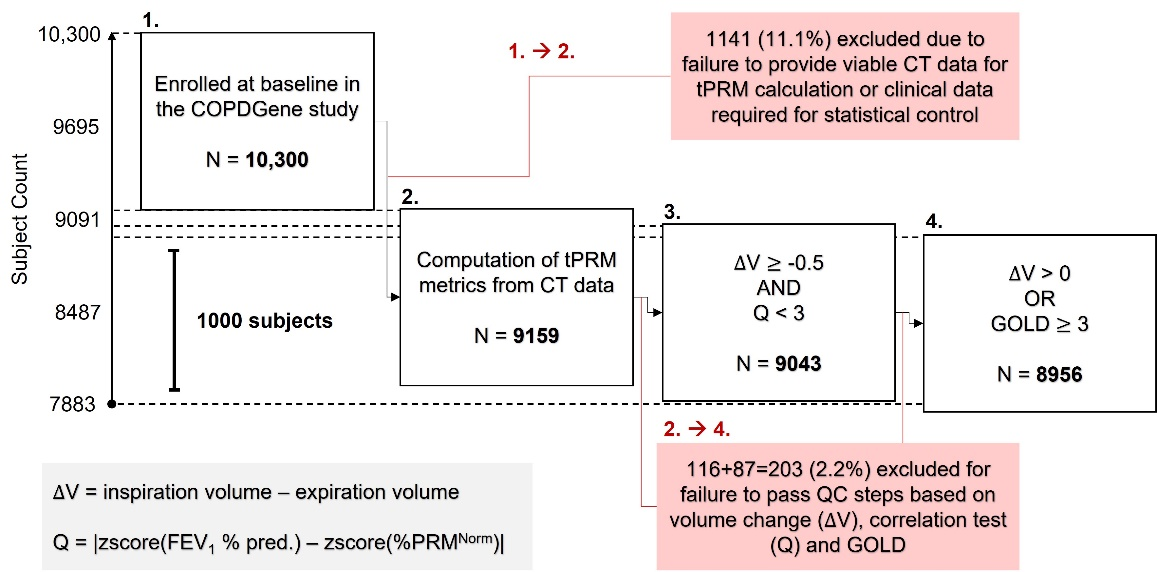 10,300
9695
9091
8487
7883
Subject Count
1000 subjects
1.
Enrolled at baseline in
the COPDGene study
N = 10,300
1. → 2.
1141 (11.1%) excluded due to
failure to provide viable CT data for
tPRM calculation or clinical data
required for statistical control
2.
Computation of tPRM
metrics from CT data
N = 9159
3.
ΔV ≥ -0.5
AND
Q < 3
N = 9043
4.
ΔV > 0
OR
GOLD ≥ 3
N = 8956
2. → 4.
116+87=203 (2.2%) excluded for
failure to pass QC steps based on
volume change (ΔV), correlation test
(Q) and GOLD
ΔV = inspiration volume – expiration volume
Q = |zscore(FEV₁ % pred.) – zscore(%PRMᴺᵒʳᵐ)|